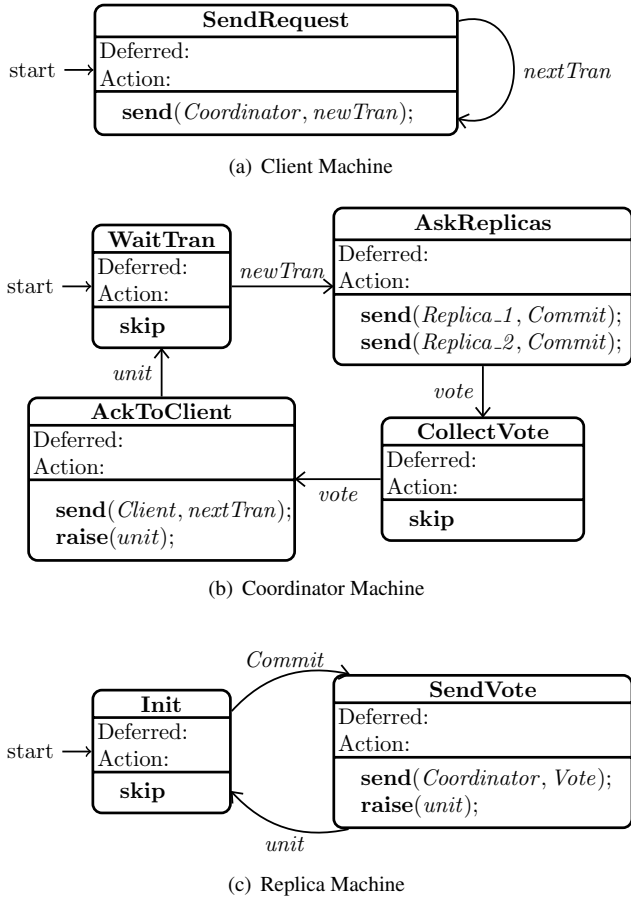 SendRequest
Deferred:
start
Action:
nextTran
send(Coordinator, newTran);
(a) Client Machine
AskReplicas
WaitTran
Deferred:
Deferred:
newTran
Action:
start
Action:
skip
send(Replica_1, Commit);
send(Replica_2, Commit);
unit
vote
AckToClient
CollectVote
Deferred:
Deferred:
Action:
Action:
vote
send(Client, nextTran);
skip
raise(unit);
(b) Coordinator Machine
Commit
Init
SendVote
Deferred:
Deferred:
start
Action:
Action:
skip
send(Coordinator, Vote);
raise(unit);
unit
(c) Replica Machine